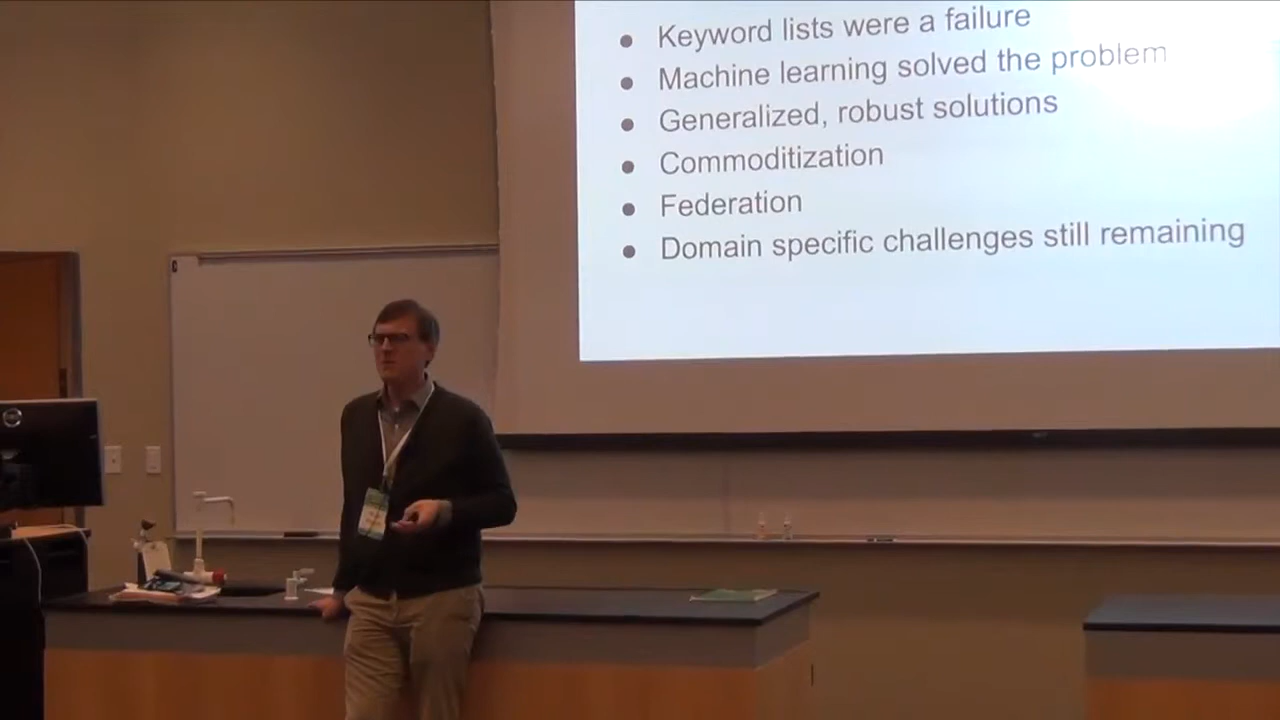 Keyword lists were a failure
Machine learning solved the problem
Generalized, robust solutions
Commoditization
Federation
Domain specific challenges still remaining